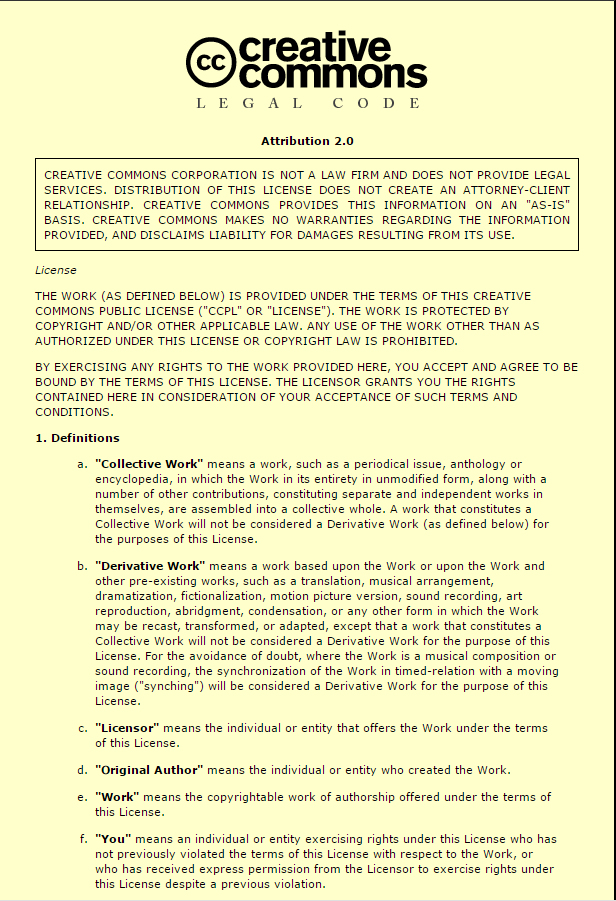 cc creative
commons
LEGAL CODE
Attribution 2.0
CREATIVE COMMONS CORPORATION IS NOT A LAW FIRM AND DOES NOT PROVIDE LEGAL
SERVICES. DISTRIBUTION OF THIS LICENSE DOES NOT CREATE AN ATTORNEY-CLIENT
RELATIONSHIP. CREATIVE COMMONS PROVIDES THIS INFORMATION ON AN "AS-IS"
BASIS. CREATIVE COMMONS MAKES NO WARRANTIES REGARDING THE INFORMATION
PROVIDED, AND DISCLAIMS LIABILITY FOR DAMAGES RESULTING FROM ITS USE.
License
THE WORK (AS DEFINED BELOW) IS PROVIDED UNDER THE TERMS OF THIS CREATIVE
COMMONS PUBLIC LICENSE ("CCPL" OR "LICENSE"). THE WORK IS PROTECTED BY
COPYRIGHT AND/OR OTHER APPLICABLE LAW. ANY USE OF THE WORK OTHER THAN AS
AUTHORIZED UNDER THIS LICENSE OR COPYRIGHT LAW IS PROHIBITED.
BY EXERCISING ANY RIGHTS TO THE WORK PROVIDED HERE, YOU ACCEPT AND AGREE TO BE
BOUND BY THE TERMS OF THIS LICENSE. THE LICENSOR GRANTS YOU THE RIGHTS
CONTAINED HERE IN CONSIDERATION OF YOUR ACCEPTANCE OF SUCH TERMS AND
CONDITIONS.
1. Definitions
a. "Collective Work" means a work, such as a periodical issue, anthology or
encyclopedia, in which the Work in its entirety in unmodified form, along with a
number of other contributions, constituting separate and independent works in
themselves, are assembled into a collective whole. A work that constitutes a
Collective Work will not be considered a Derivative Work (as defined below) for
the purposes of this License.
b. "Derivative Work" means a work based upon the Work or upon the Work and
other pre-existing works, such as a translation, musical arrangement,
dramatization, fictionalization, motion picture version, sound recording, art
reproduction, abridgment, condensation, or any other form in which the Work
may be recast, transformed, or adapted, except that a work that constitutes a
Collective Work will not be considered a Derivative Work for the purpose of this
License. For the avoidance of doubt, where the Work is a musical composition or
sound recording, the synchronization of the Work in timed-relation with a moving
image ("synching") will be considered a Derivative Work for the purpose of this
License.
c. "Licensor" means the individual or entity that offers the Work under the terms
of this License.
d. "Original Author" means the individual or entity who created the Work.
e. "Work" means the copyrightable work of authorship offered under the terms of
this License.
f. "You" means an individual or entity exercising rights under this License who has
not previously violated the terms of this License with respect to the Work, or
who has received express permission from the Licensor to exercise rights under
this License despite a previous violation.